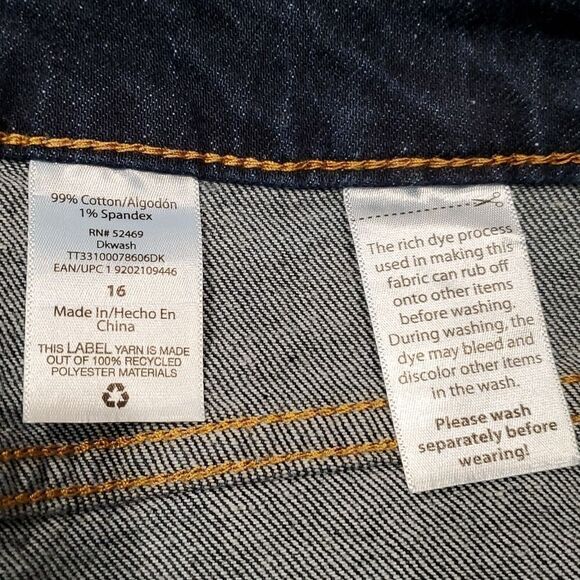 99% Cotton/Algodón
1% Spandex
RN# 52469
Dkwash
TT33100078606DK
EAN/UPC 1 9202109446
16
Made In/Hecho En
China
THIS LABEL YARN IS MADE
OUT OF 100% RECYCLED
POLYESTER MATERIALS
The rich dye process
used in making this
fabric can rub off
onto other items
before washing.
During washing, the
dye may bleed and
discolor other items
in the wash.
Please wash
separately before
wearing!